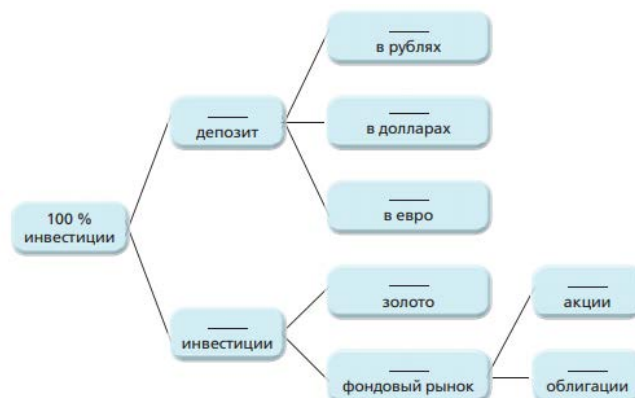 в рублях
депозит
в долларах
в евро
100 %
инвестиции
инвестиции
золото
фондовый рынок
акции
облигации